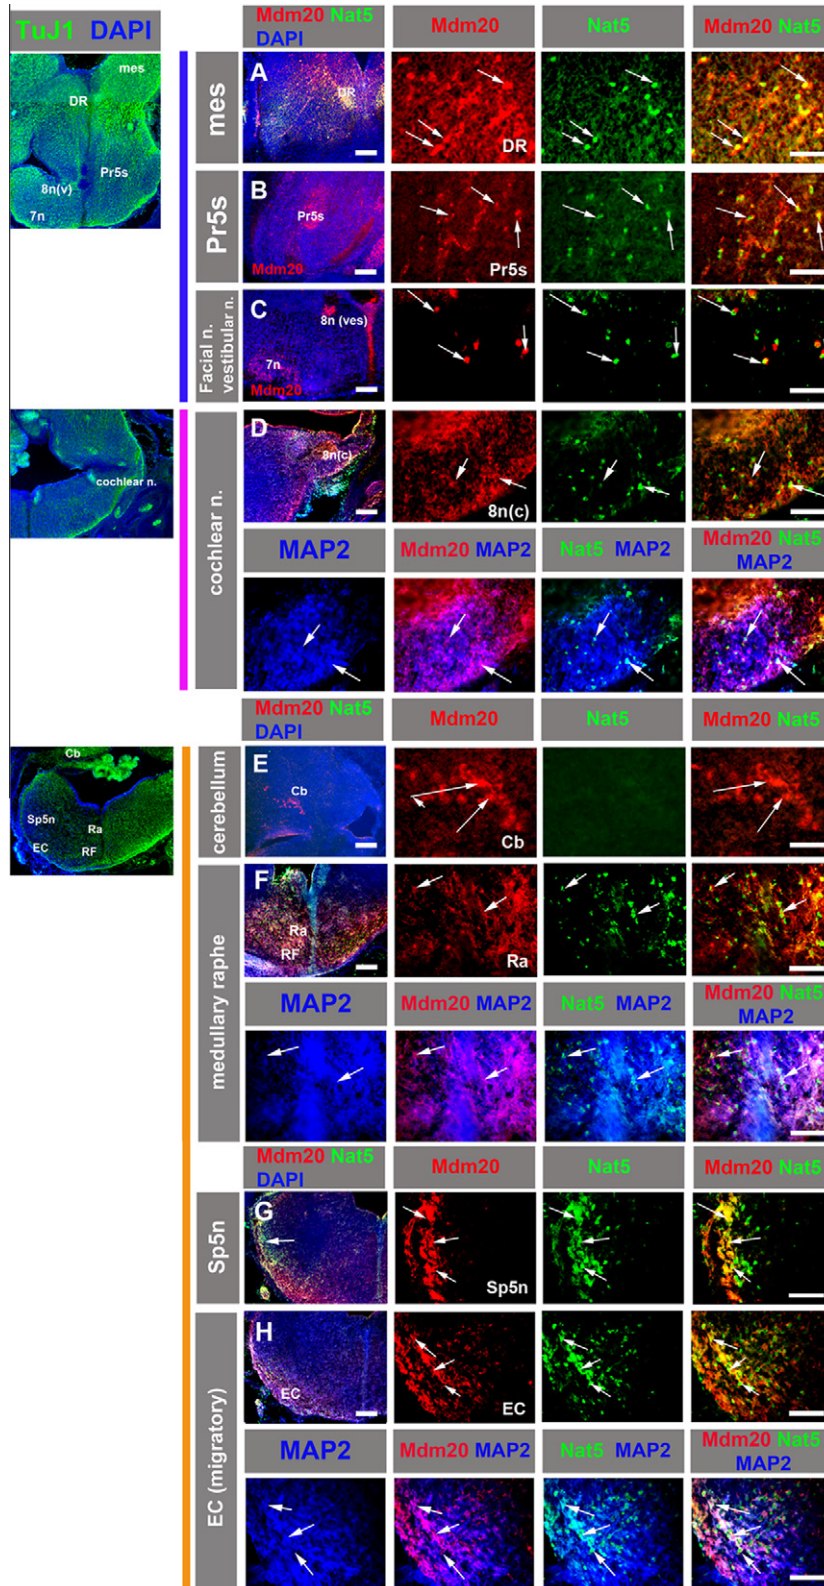 TuJ1 DAPI
Mdm20 Nat5
DAPI
Mdm20
Nat5
Mdm20 Nat5
mes
DR
Pr5s
8n(v)
7n
mes
A
DR
DR
Pr5s
B
Pr5s
Mdm20
Pr5s
Facial n.
vestibular n.
C
8n (ves)
7n
Mdm20
cochlear n.
cochlear n.
D
8n(c)
8n(c)
MAP2
Mdm20 MAP2
Nat5 MAP2
Mdm20 Nat5
MAP2
Mdm20 Nat5
DAPI
Mdm20
Nat5
Mdm20 Nat5
Cb
Sp5n
Ra
EC
RF
cerebellum
E
Cb
Cb
medullary raphe
F
Ra
RF
Ra
MAP2
Mdm20 MAP2
Nat5 MAP2
Mdm20 Nat5
MAP2
Mdm20 Nat5
DAPI
Mdm20
Nat5
Mdm20 Nat5
Sp5n
G
Sp5n
EC (migratory)
H
EC
EC
MAP2
Mdm20 MAP2
Nat5 MAP2
Mdm20 Nat5
MAP2